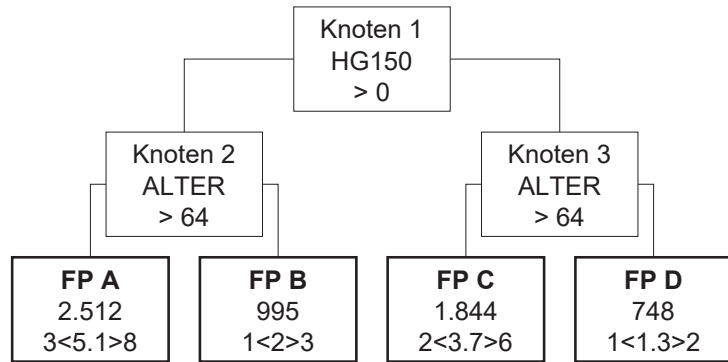 Knoten 1
HG150
> 0
Knoten 2
ALTER
> 64
Knoten 3
ALTER
> 64
FP A
2.512
3<5.1>8
FP B
995
1<2>3
FP C
1.844
2<3.7>6
FP D
748
1<1.3>2